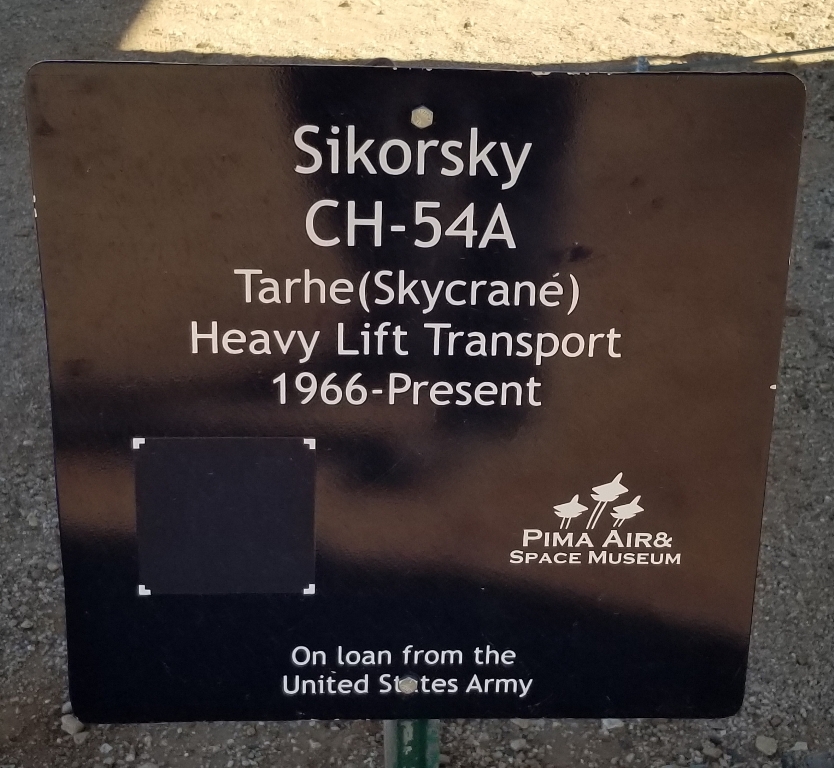 Sikorsky
CH-54A
Tarhe(Skycrane)
Heavy Lift Transport
1966-Present
PIMA AIR&
SPACE MUSEUM
On loan from the
United States Army